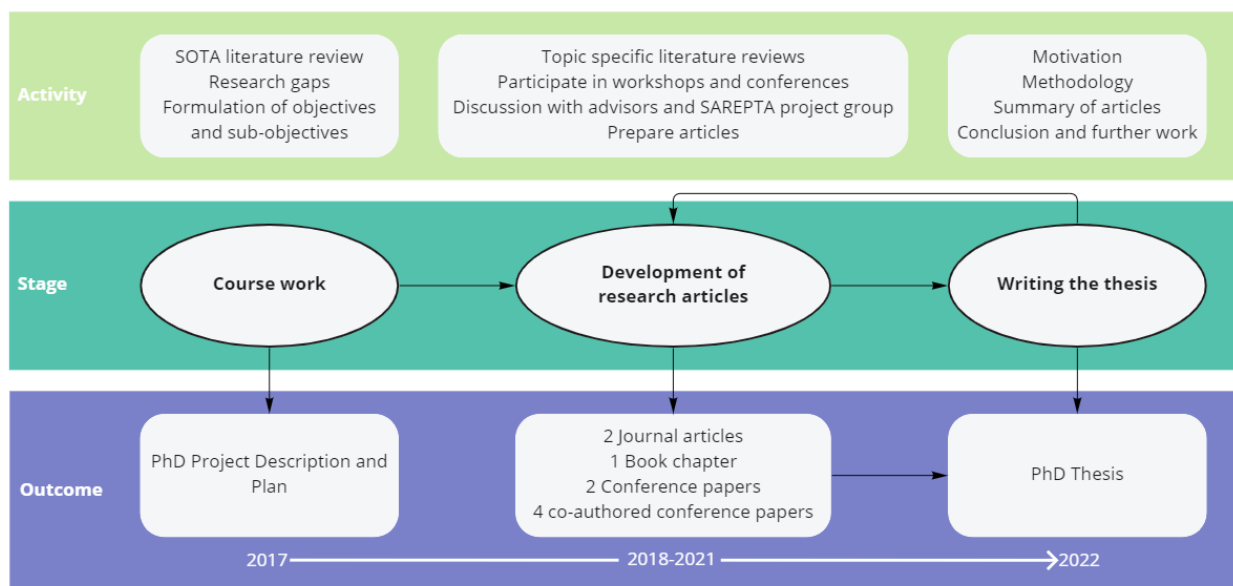 Activity
SOTA literature review
Research gaps
Formulation of objectives
and sub-objectives
Topic specific literature reviews
Participate in workshops and conferences
Discussion with advisors and SAREPTA project group
Prepare articles
Motivation
Methodology
Summary of articles
Conclusion and further work
Stage
Course work
Development of
research articles
Writing the thesis
Outcome
PhD Project Description and
Plan
2 Journal articles
1 Book chapter
2 Conference papers
4 co-authored conference papers
PhD Thesis
2017
2018-2021
2022